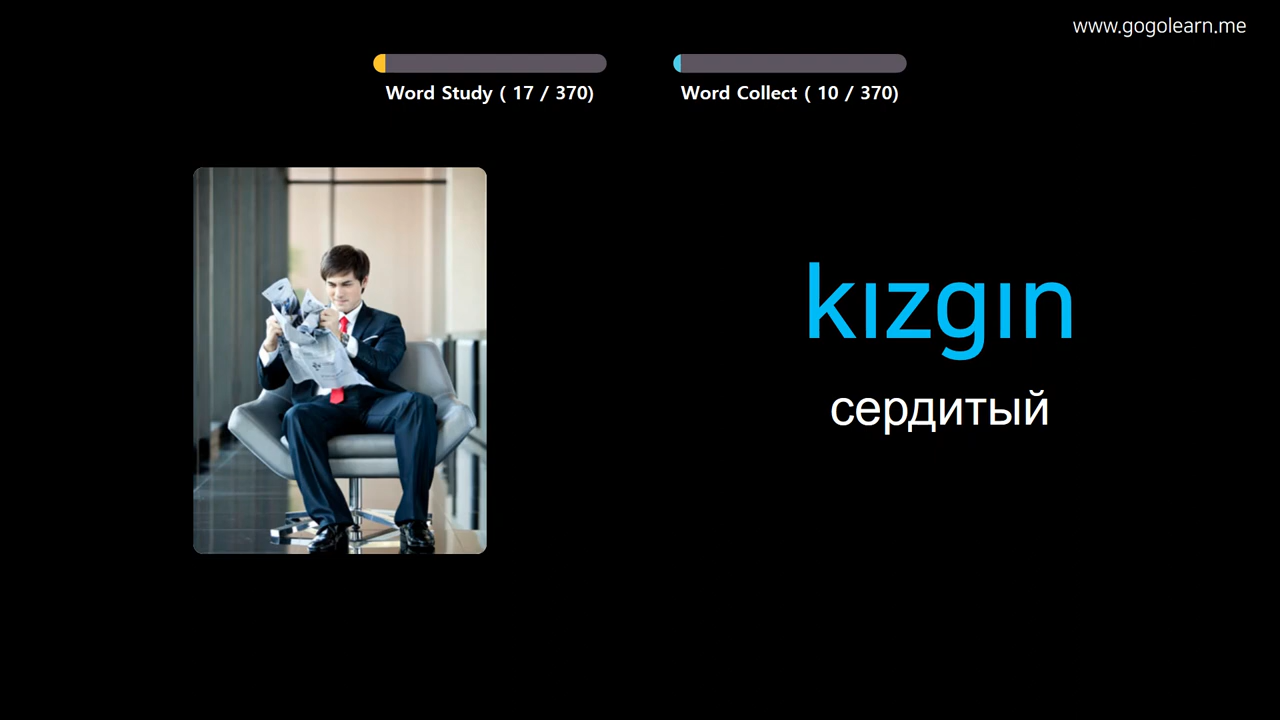 www.gogolearn.me
Word Study ( 17 / 370)
Word Collect ( 10 / 370)
kızgın
сердитый